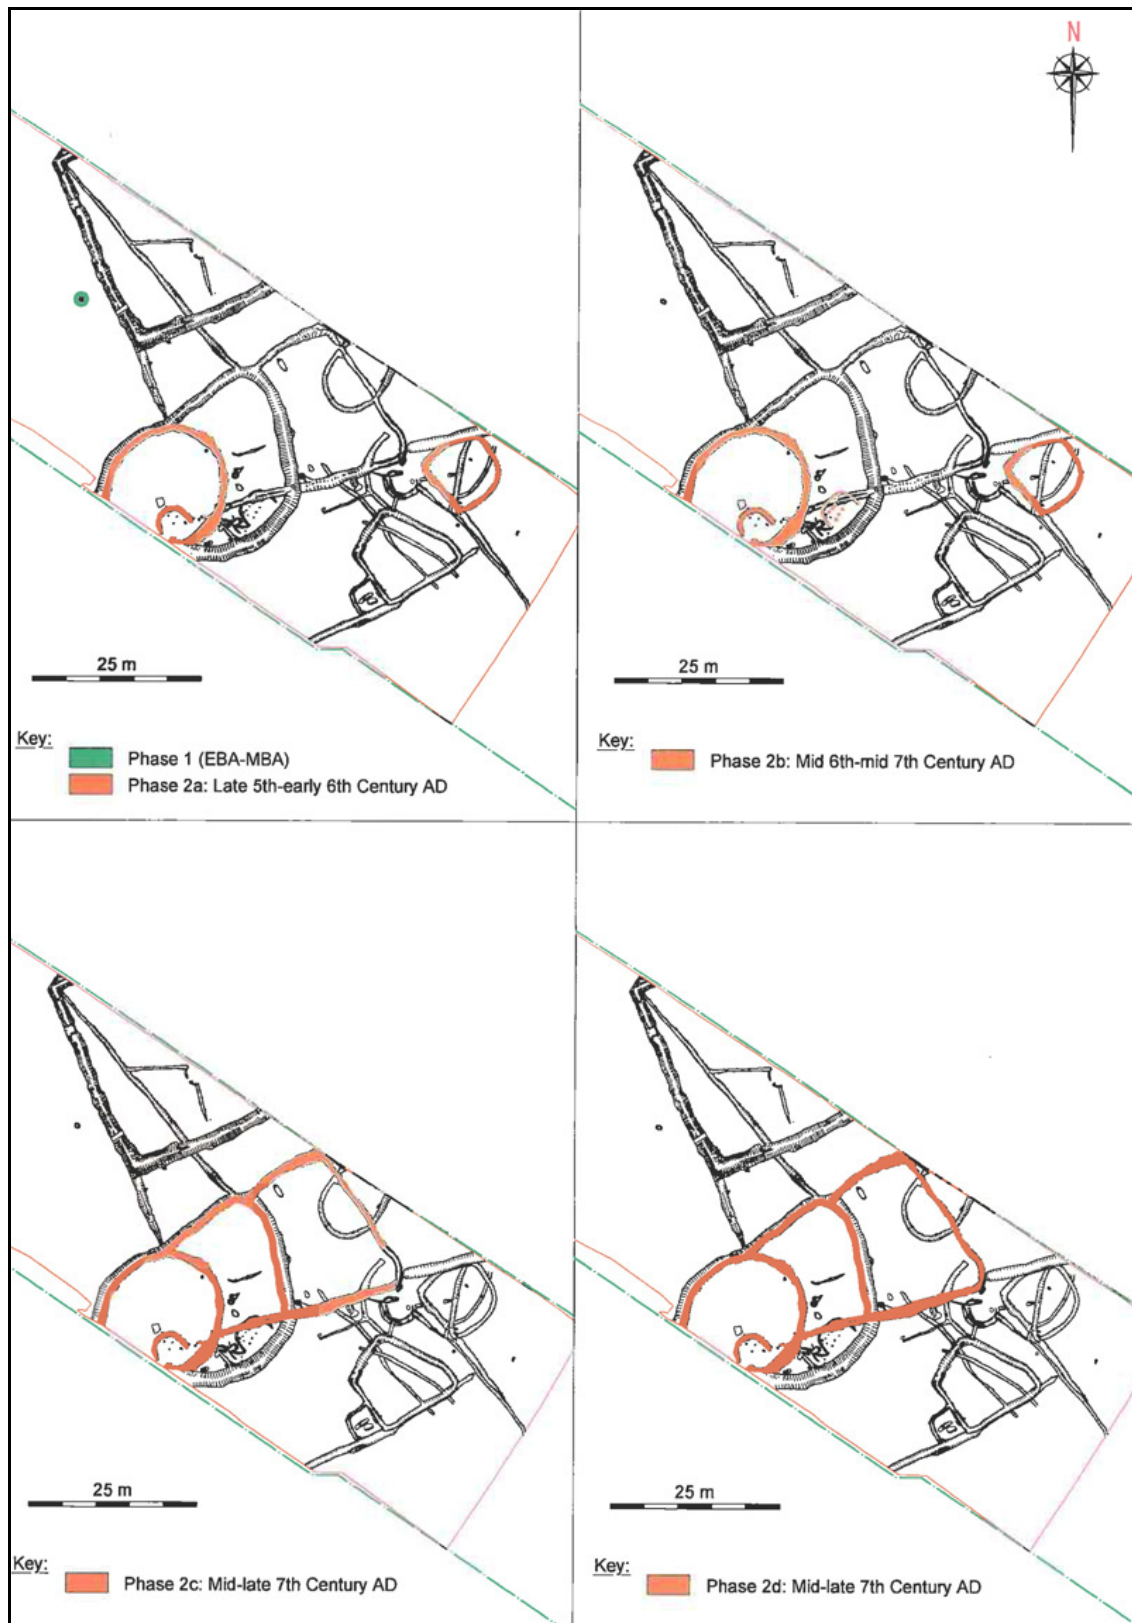 N
25 m
Key:
Phase 1 (EBA-MBA)
Phase 2a: Late 5th-early 6th Century AD
25 m
Key:
Phase 2b: Mid 6th-mid 7th Century AD
25 m
Key:
Phase 2c: Mid-late 7th Century AD
25 m
Key:
Phase 2d: Mid-late 7th Century AD